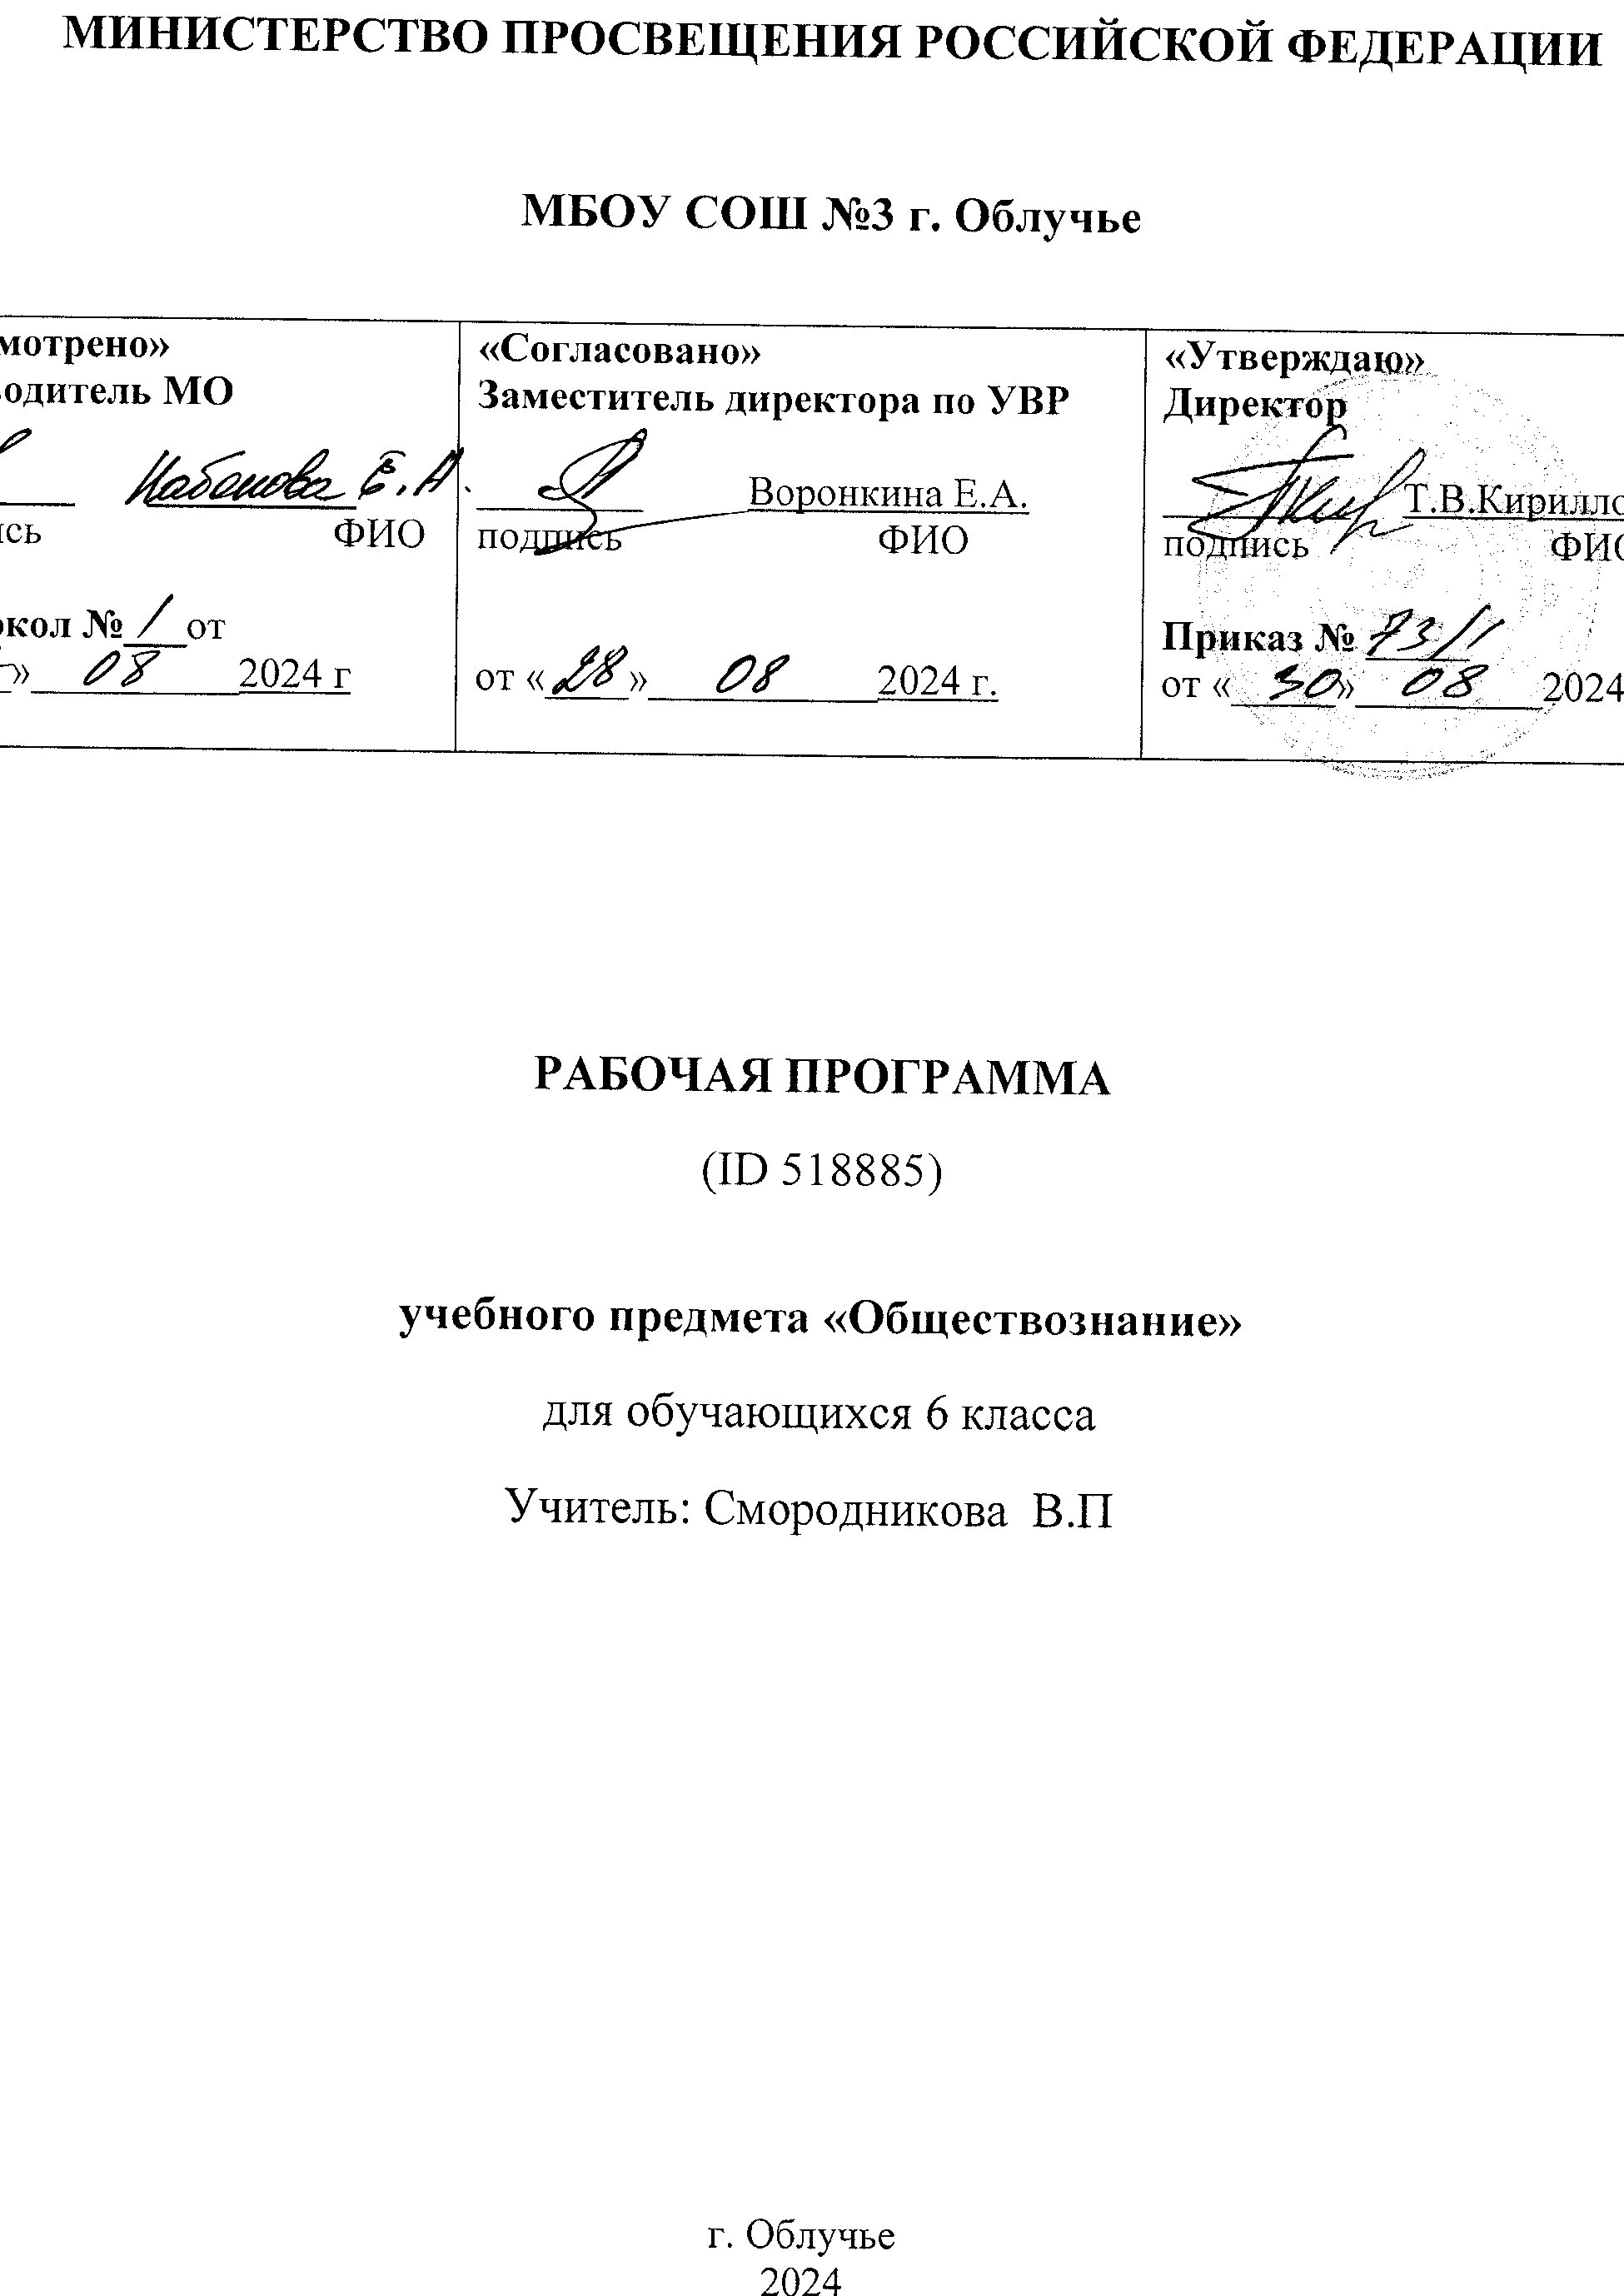 МИНИСТЕРСТВО ПРОСВЕЩЕНИЯ РОССИЙСКОЙ ФЕДЕРАЦИИ
МБОУ СОШ №3 г. Облучье
мотрено»
водитель МО
Е.А.
ись ФИО
окол № 1 от
» 08 2024 г
«Согласовано»
Заместитель директора по УВР
Воронкина Е.А.
подпись ФИО
от «28» 08 2024 г.
«Утверждаю»
Директор
Т.В.Кирилло
подпись ФИО
Приказ № 73/1
от «30» 08 2024
РАБОЧАЯ ПРОГРАММА
(ID 518885)
учебного предмета «Обществознание»
для обучающихся 6 класса
Учитель: Смородникова В.П
г. Облучье
2024